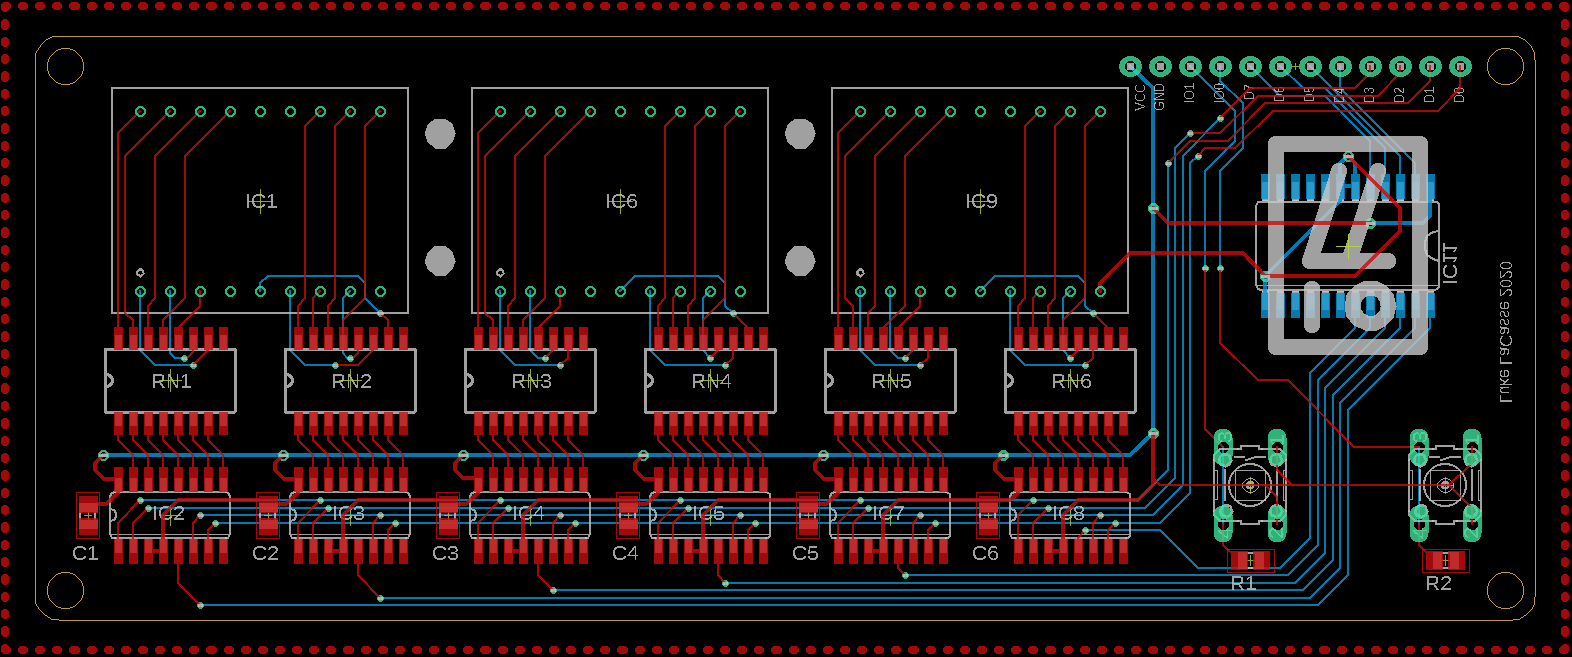 VCC GND IO1 IO0 D7 D6 D5 D4 D3 D2 D1 D0
IC1 IC6 IC9
IC11
Luke LaCasse 2020
RN1 RN2 RN3 RN4 RN5 RN6
IC2 IC3 IC4 IC5 IC7 IC8
C1 C2 C3 C4 C5 C6
R1 R2